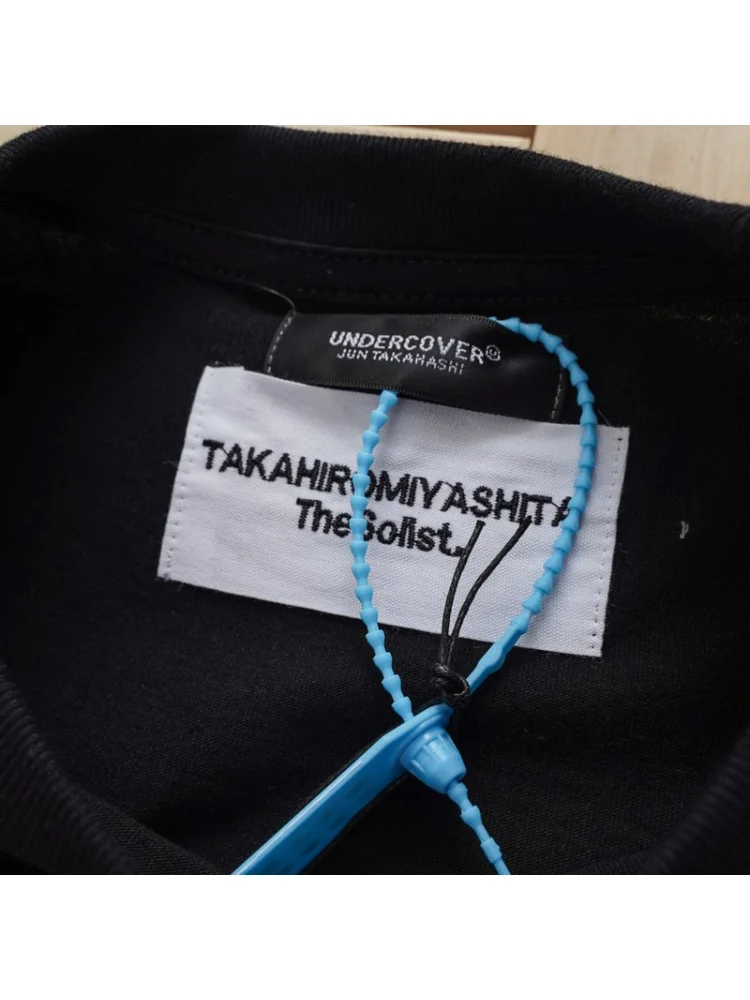 UNDERCOVER®
JUN TAKAHASHI
TAKAHIROMIYASHITA
TheSolist.